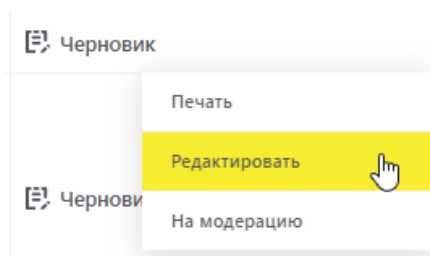 Черновик
Печать
Редактировать
Чернови
На модерацию